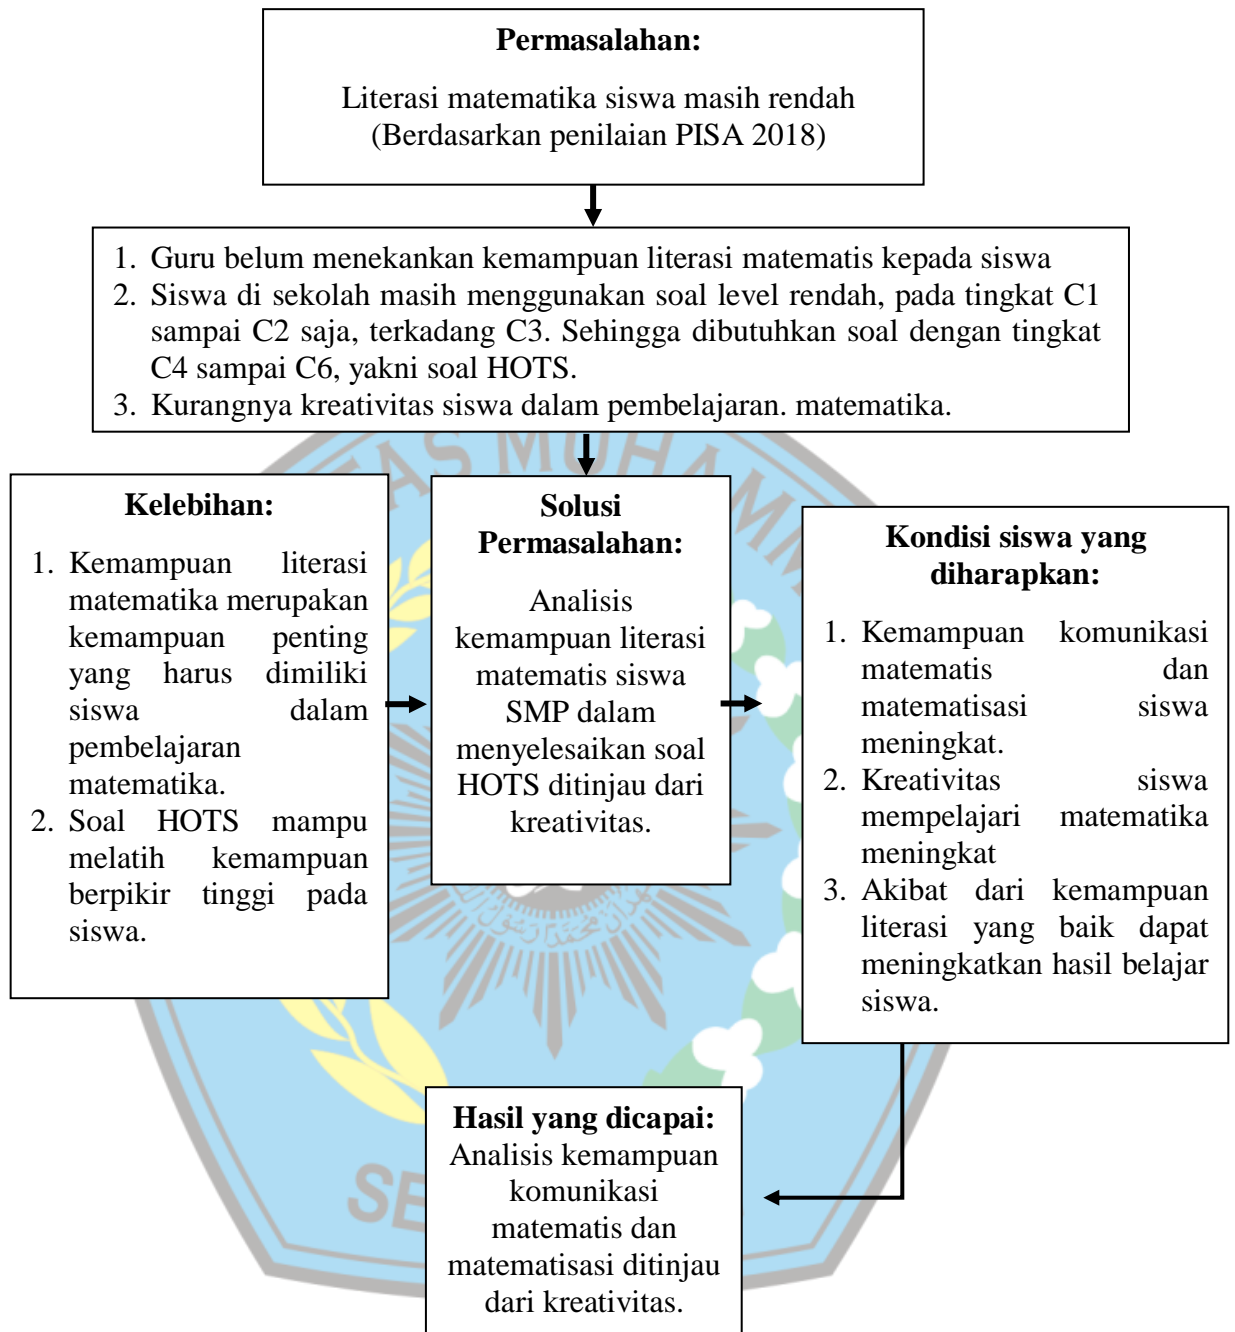 Permasalahan:
Literasi matematika siswa masih rendah
(Berdasarkan penilaian PISA 2018)
1. Guru belum menekankan kemampuan literasi matematis kepada siswa
2. Siswa di sekolah masih menggunakan soal level rendah, pada tingkat C1
sampai C2 saja, terkadang C3. Sehingga dibutuhkan soal dengan tingkat
C4 sampai C6, yakni soal HOTS.
3. Kurangnya kreativitas siswa dalam pembelajaran. matematika.
Kelebihan:
1. Kemampuan literasi
matematika merupakan
kemampuan penting
yang harus dimiliki
siswa dalam
pembelajaran
matematika.
2. Soal HOTS mampu
melatih kemampuan
berpikir tinggi pada
siswa.
Solusi
Permasalahan:
Analisis
kemampuan literasi
matematis siswa
SMP dalam
menyelesaikan soal
HOTS ditinjau dari
kreativitas.
Kondisi siswa yang
diharapkan:
1. Kemampuan komunikasi
matematis dan
matematisasi siswa
meningkat.
2. Kreativitas siswa
mempelajari matematika
meningkat
3. Akibat dari kemampuan
literasi yang baik dapat
meningkatkan hasil belajar
siswa.
Hasil yang dicapai:
Analisis kemampuan
komunikasi
matematis dan
matematisasi ditinjau
dari kreativitas.
TAS MUHAMM
SE